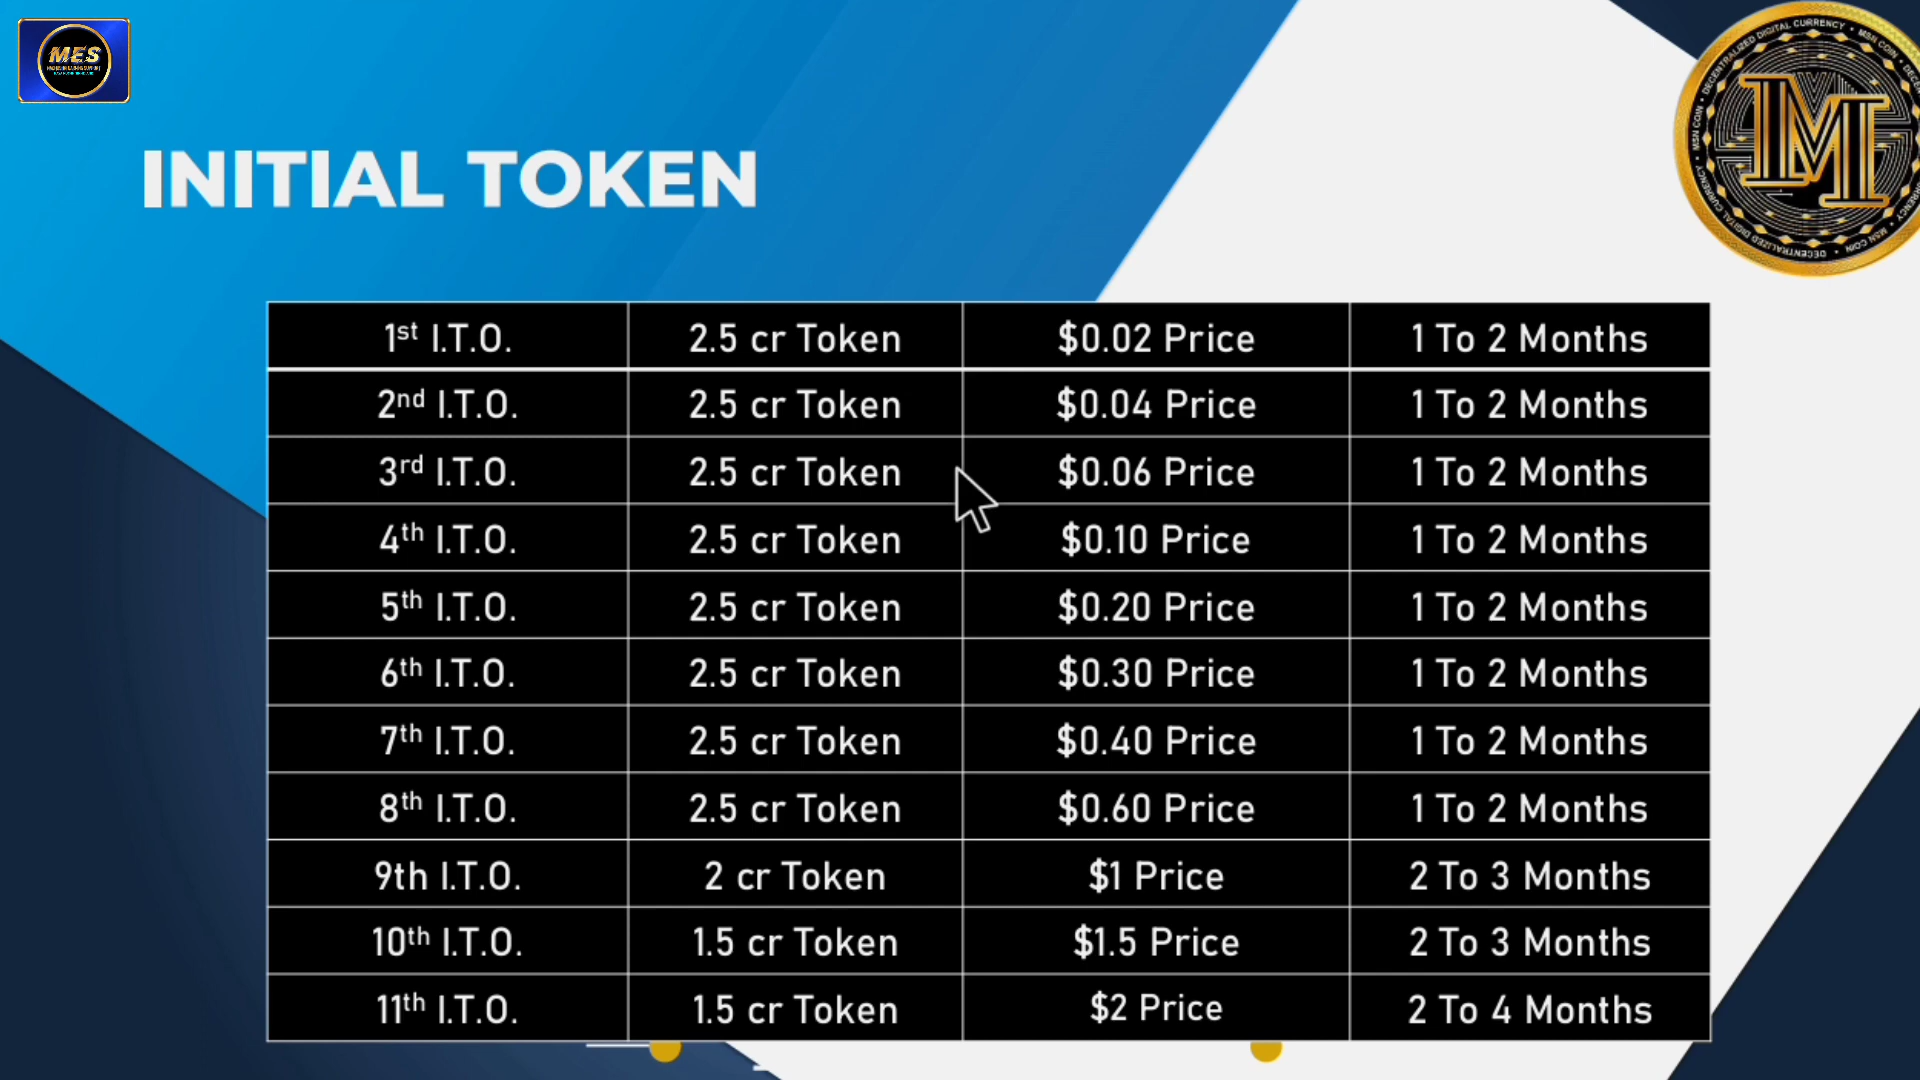 MES
INITIAL TOKEN
DECENTRALIZED DIGITAL CURRENCY • MSN COIN •
1st I.T.O. 2.5 cr Token $0.02 Price 1 To 2 Months
2nd I.T.O. 2.5 cr Token $0.04 Price 1 To 2 Months
3rd I.T.O. 2.5 cr Token $0.06 Price 1 To 2 Months
4th I.T.O. 2.5 cr Token $0.10 Price 1 To 2 Months
5th I.T.O. 2.5 cr Token $0.20 Price 1 To 2 Months
6th I.T.O. 2.5 cr Token $0.30 Price 1 To 2 Months
7th I.T.O. 2.5 cr Token $0.40 Price 1 To 2 Months
8th I.T.O. 2.5 cr Token $0.60 Price 1 To 2 Months
9th I.T.O. 2 cr Token $1 Price 2 To 3 Months
10th I.T.O. 1.5 cr Token $1.5 Price 2 To 3 Months
11th I.T.O. 1.5 cr Token $2 Price 2 To 4 Months